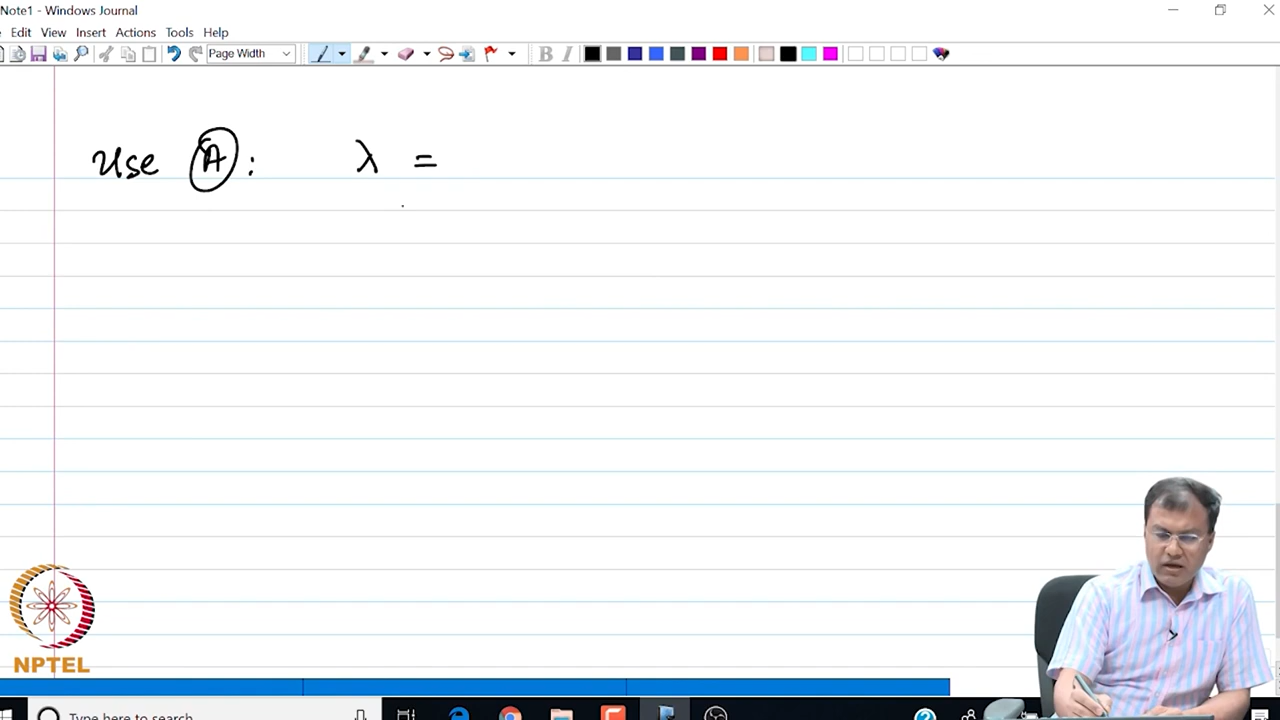 Note1 - Windows Journal
Edit View Insert Actions Tools Help
Page Width
B I
Use A : λ =
NPTEL
Type here to search